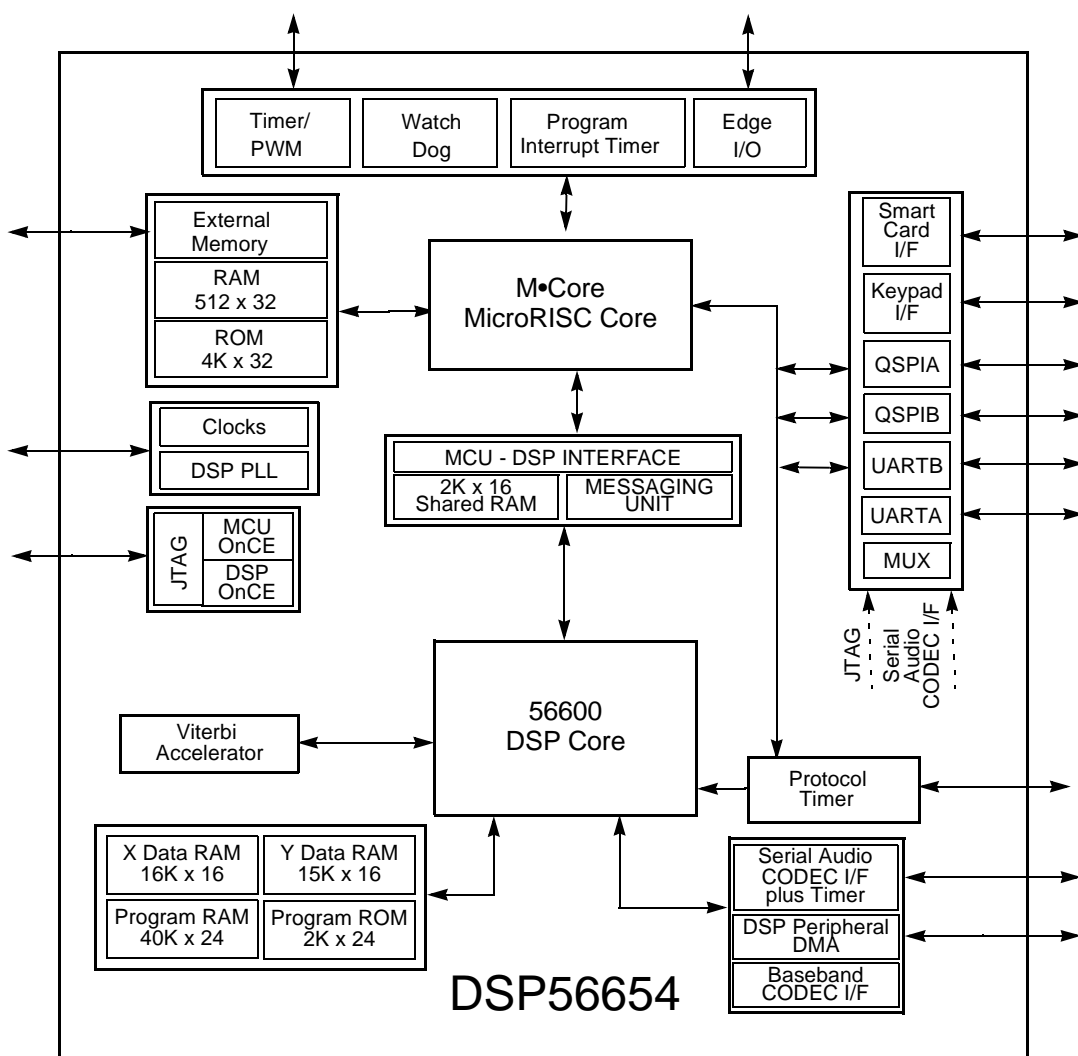 Timer/
PWM
Watch
Dog
Program
Interrupt Timer
Edge
I/O
External
Memory
RAM
512 x 32
ROM
4K x 32
M•Core
MicroRISC Core
Smart
Card
I/F
Keypad
I/F
QSPIA
QSPIB
UARTB
UARTA
MUX
Clocks
DSP PLL
MCU - DSP INTERFACE
2K x 16
Shared RAM
MESSAGING
UNIT
JTAG
MCU
OnCE
DSP
OnCE
JTAG
Serial
Audio
CODEC I/F
56600
DSP Core
Viterbi
Accelerator
Protocol
Timer
X Data RAM
16K x 16
Y Data RAM
15K x 16
Program RAM
40K x 24
Program ROM
2K x 24
Serial Audio
CODEC I/F
plus Timer
DSP Peripheral
DMA
Baseband
CODEC I/F
DSP56654